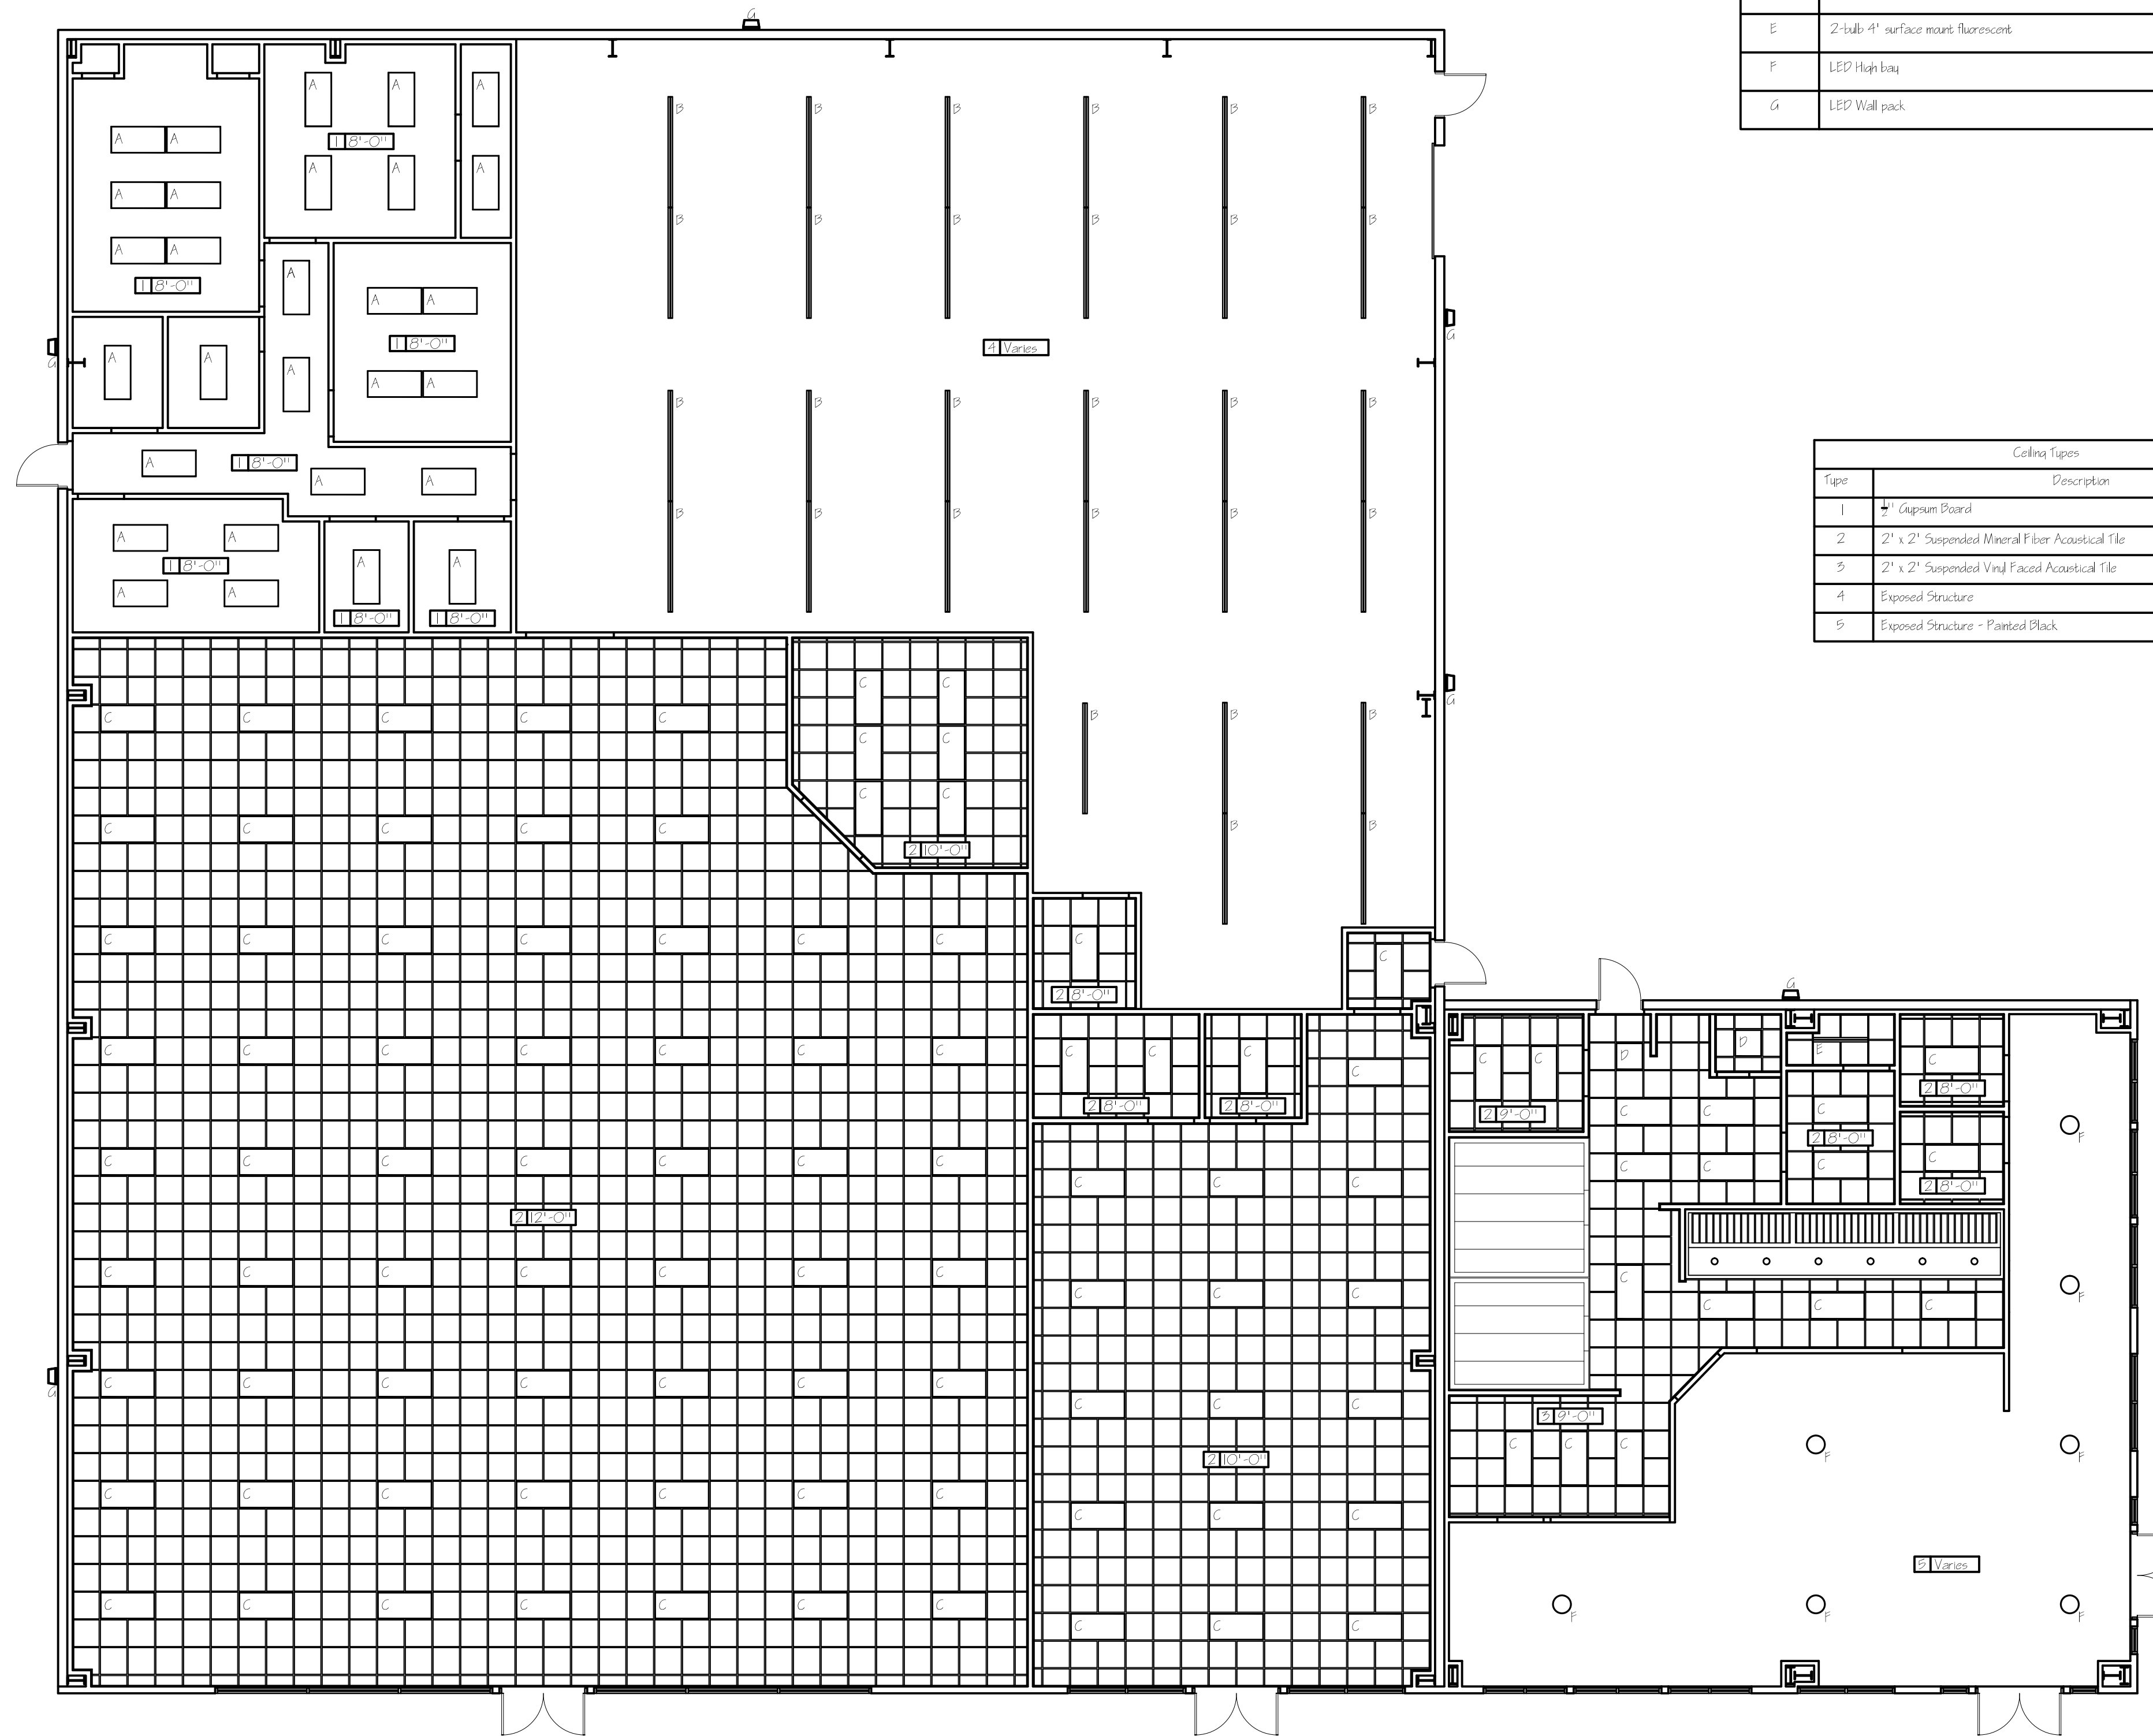 G
E 2-bulb 4' surface mount fluorescent
F LED High bay
G LED Wall pack
A A A
B B B B B B
A A
1 8'-0"
A A A
A A
B B B B B B
A A
A
1 8'-0"
A A
G G
1 8'-0"
4 Varies
A A
G
A
A A
B B B B B B
Ceiling Types
Type Description
1 ½" Gypsum Board
2 2' x 2' Suspended Mineral Fiber Acoustical Tile
3 2' x 2' Suspended Vinyl Faced Acoustical Tile
4 Exposed Structure
5 Exposed Structure - Painted Black
A 1 8'-0"
A A
B B B B B B
A A
A A
1 8'-0"
A A
1 8'-0" 1 8'-0"
C C
G
C C C C C
B B B
C C
C C
C C C C C
B B
2 10'-0"
C C C C C C C
C
C
G
2 8'-0"
D D
C C C C C C C
C C C
E
C C
C
C
2 8'-0"
2 8'-0" 2 8'-0"
2 9'-0"
C C C
F
2 8'-0"
C C C C C C C
C
C C C
C C C
2 8'-0"
2 12'-0"
C C C C C C C
C
C C C
F
C C C
C C C C C C C
G
C C C
3 9'-0"
C C C
F F
2 10'-0"
C C C C C C C
C C C
5 Varies
C C C C C C C
C C C
F F F